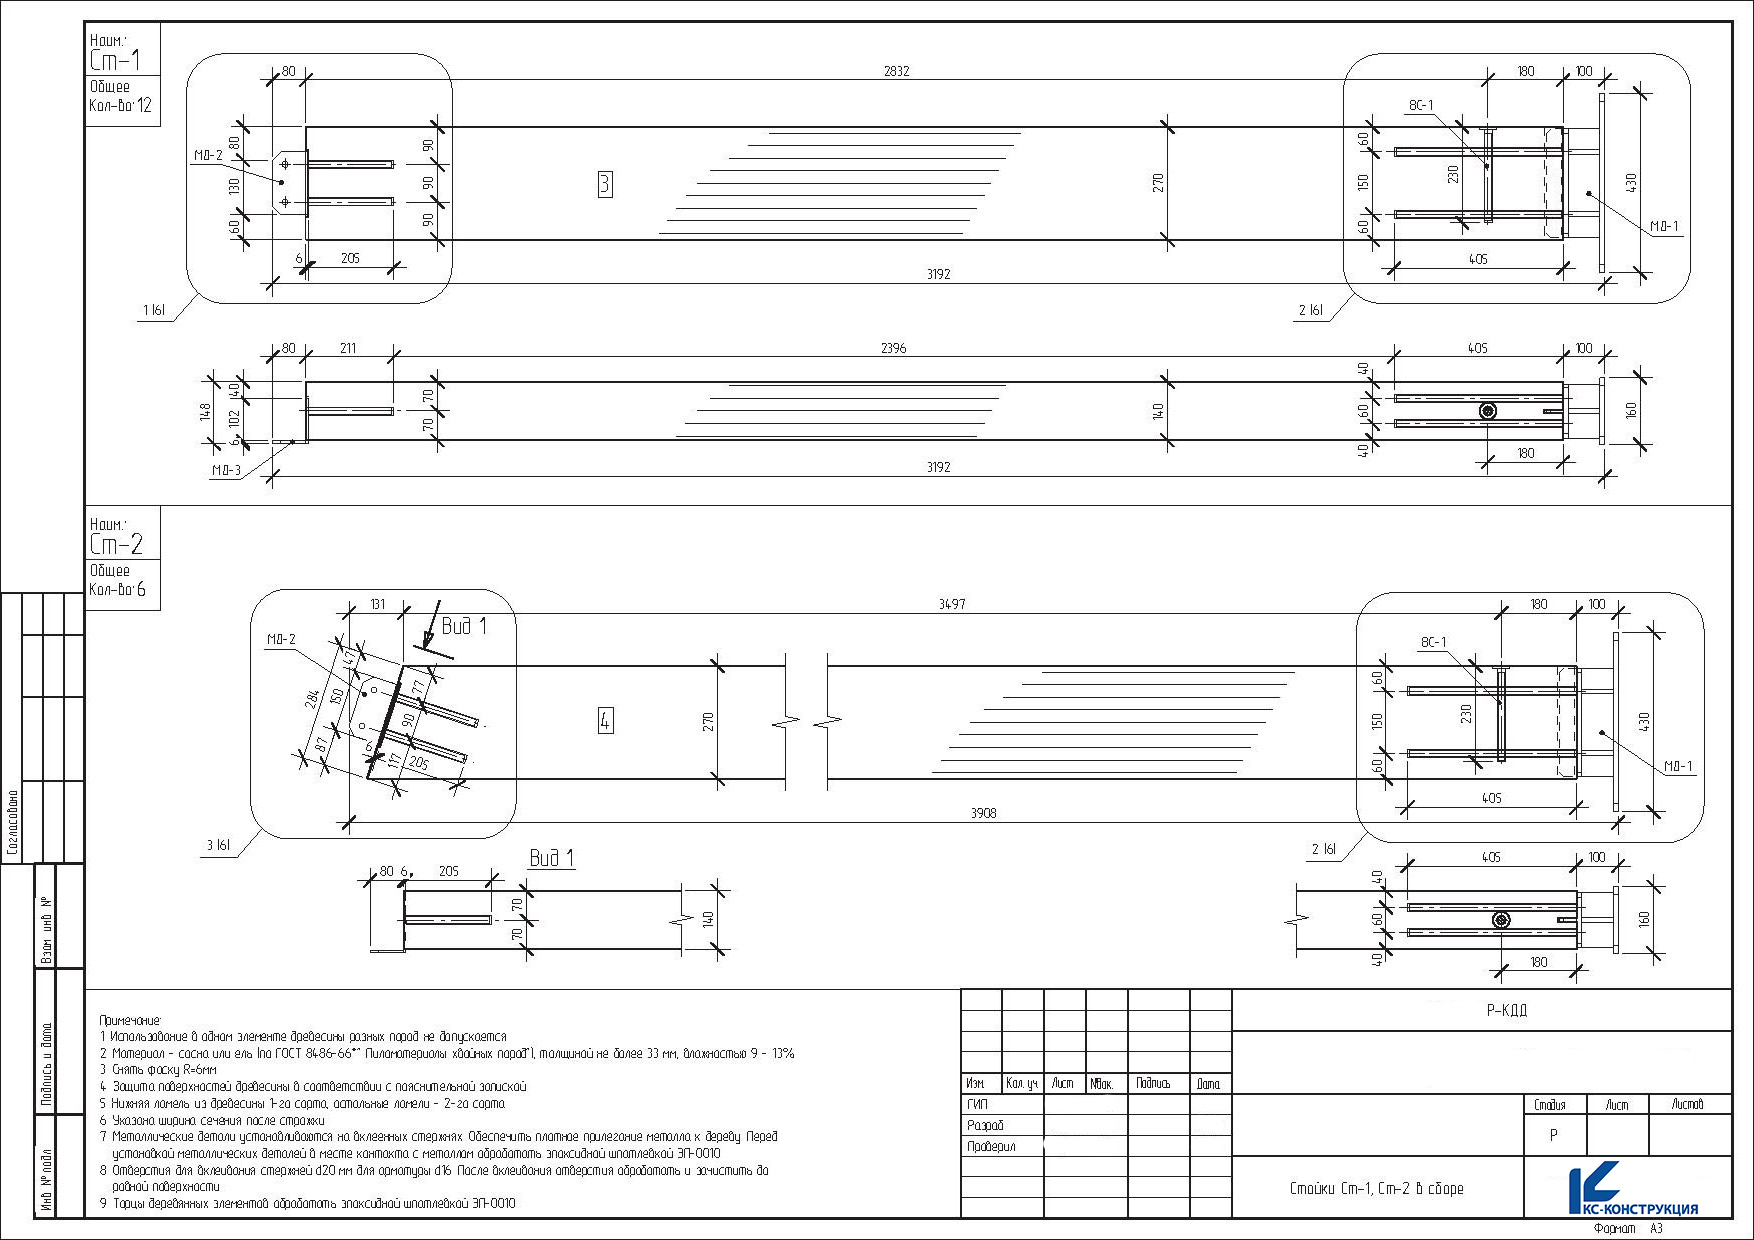 Наим.:
Ст-1
Общее
Кол-во: 12
80
2832
180
100
8С-1
МД-2
80
130
60
90
90
90
3
270
60
150
60
230
430
МД-1
6
205
405
3192
1 (6)
2 (6)
80
211
2396
405
100
148
40
102
6
70
70
140
40
60
40
160
МД-3
180
3192
Наим.:
Ст-2
Общее
Кол-во: 6
131
Вид 1
3497
180
100
МД-2
8С-1
47
150
284
87
77
90
117
6
205
4
270
60
150
60
230
430
МД-1
405
3908
3 (6)
2 (6)
Вид 1
80
6
205
70
70
140
405
100
40
60
40
160
180
Примечание:
1 Использование в одном элементе древесины разных пород не допускается
2 Материал - сосна или ель (по ГОСТ 8486-66*" Пиломатериалы хвойных пород"), толщиной не более 33 мм, влажностью 9 - 13%
3 Снять фаску R=6мм
4 Защита поверхностей древесины в соответствии с пояснительной запиской
5 Нижняя ламель из древесины 1-го сорта, остальные ламели - 2-го сорта
6 Указана ширина сечения после строжки
7 Металлические детали устанавливаются на вклеенных стержнях Обеспечить плотное прилегание металла к дереву. Перед
установкой металлических деталей в месте контакта с металлом обработать эпоксидной шпатлевкой ЭП-0010
8 Отверстия для вклеивания стержней d20 мм для арматуры d16 После вклеивания отверстия обработать и зачистить до
ровной поверхности
9 Торцы деревянных элементов обработать эпоксидной шпатлевкой ЭП-0010
Согласовано
Взам инв №
Подпись и дата
Инв № подл
Р-КДД
Изм.
Кол. уч
Лист
№Док.
Подпись
Дата
ГИП
Разраб
Проверил
Стадия
Лист
Листов
Р
Стойки Ст-1, Ст-2 в сборе
КС-КОНСТРУКЦИЯ
Формат А3